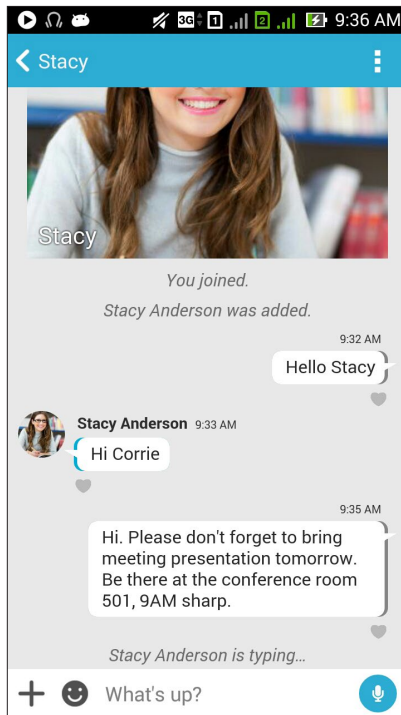 3G 1 2 9:36 AM
Stacy
Stacy
You joined.
Stacy Anderson was added.
9:32 AM
Hello Stacy
Stacy Anderson 9:33 AM
Hi Corrie
9:35 AM
Hi. Please don't forget to bring
meeting presentation tomorrow.
Be there at the conference room
501, 9AM sharp.
Stacy Anderson is typing...
What's up?